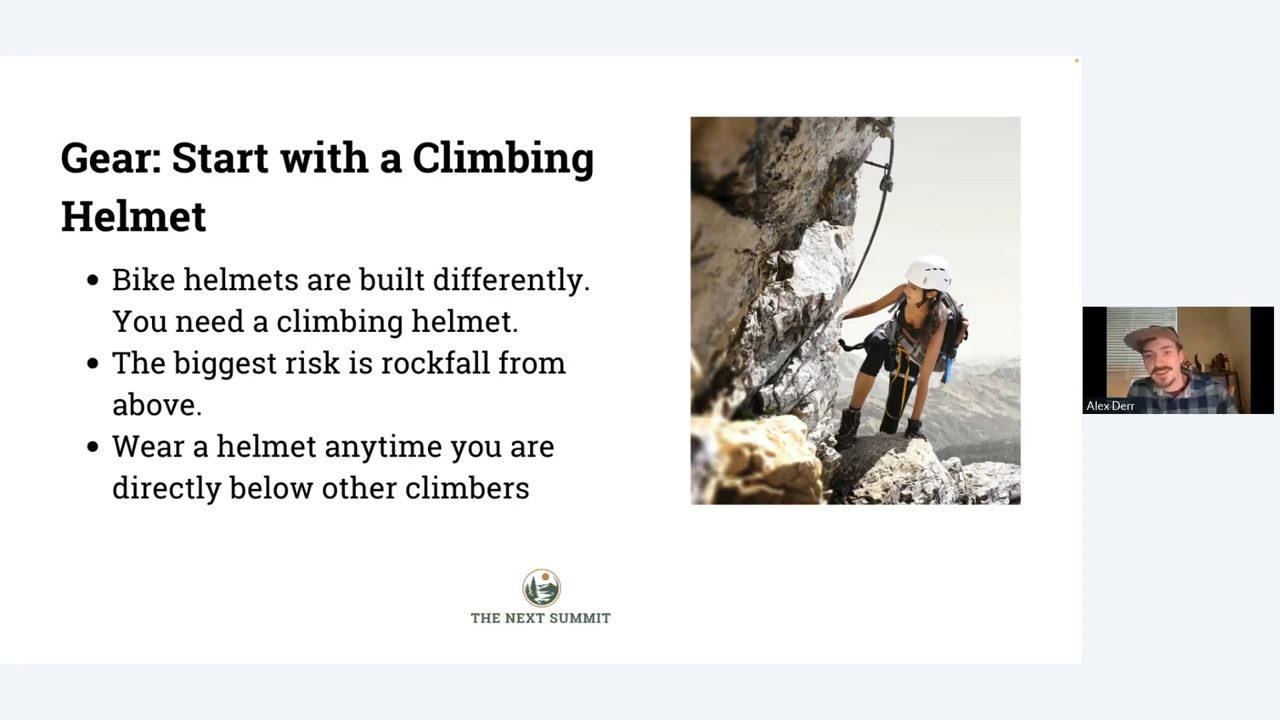 Gear: Start with a Climbing
Helmet
• Bike helmets are built differently.
You need a climbing helmet.
• The biggest risk is rockfall from
above.
• Wear a helmet anytime you are
directly below other climbers
THE NEXT SUMMIT
Alex Derr